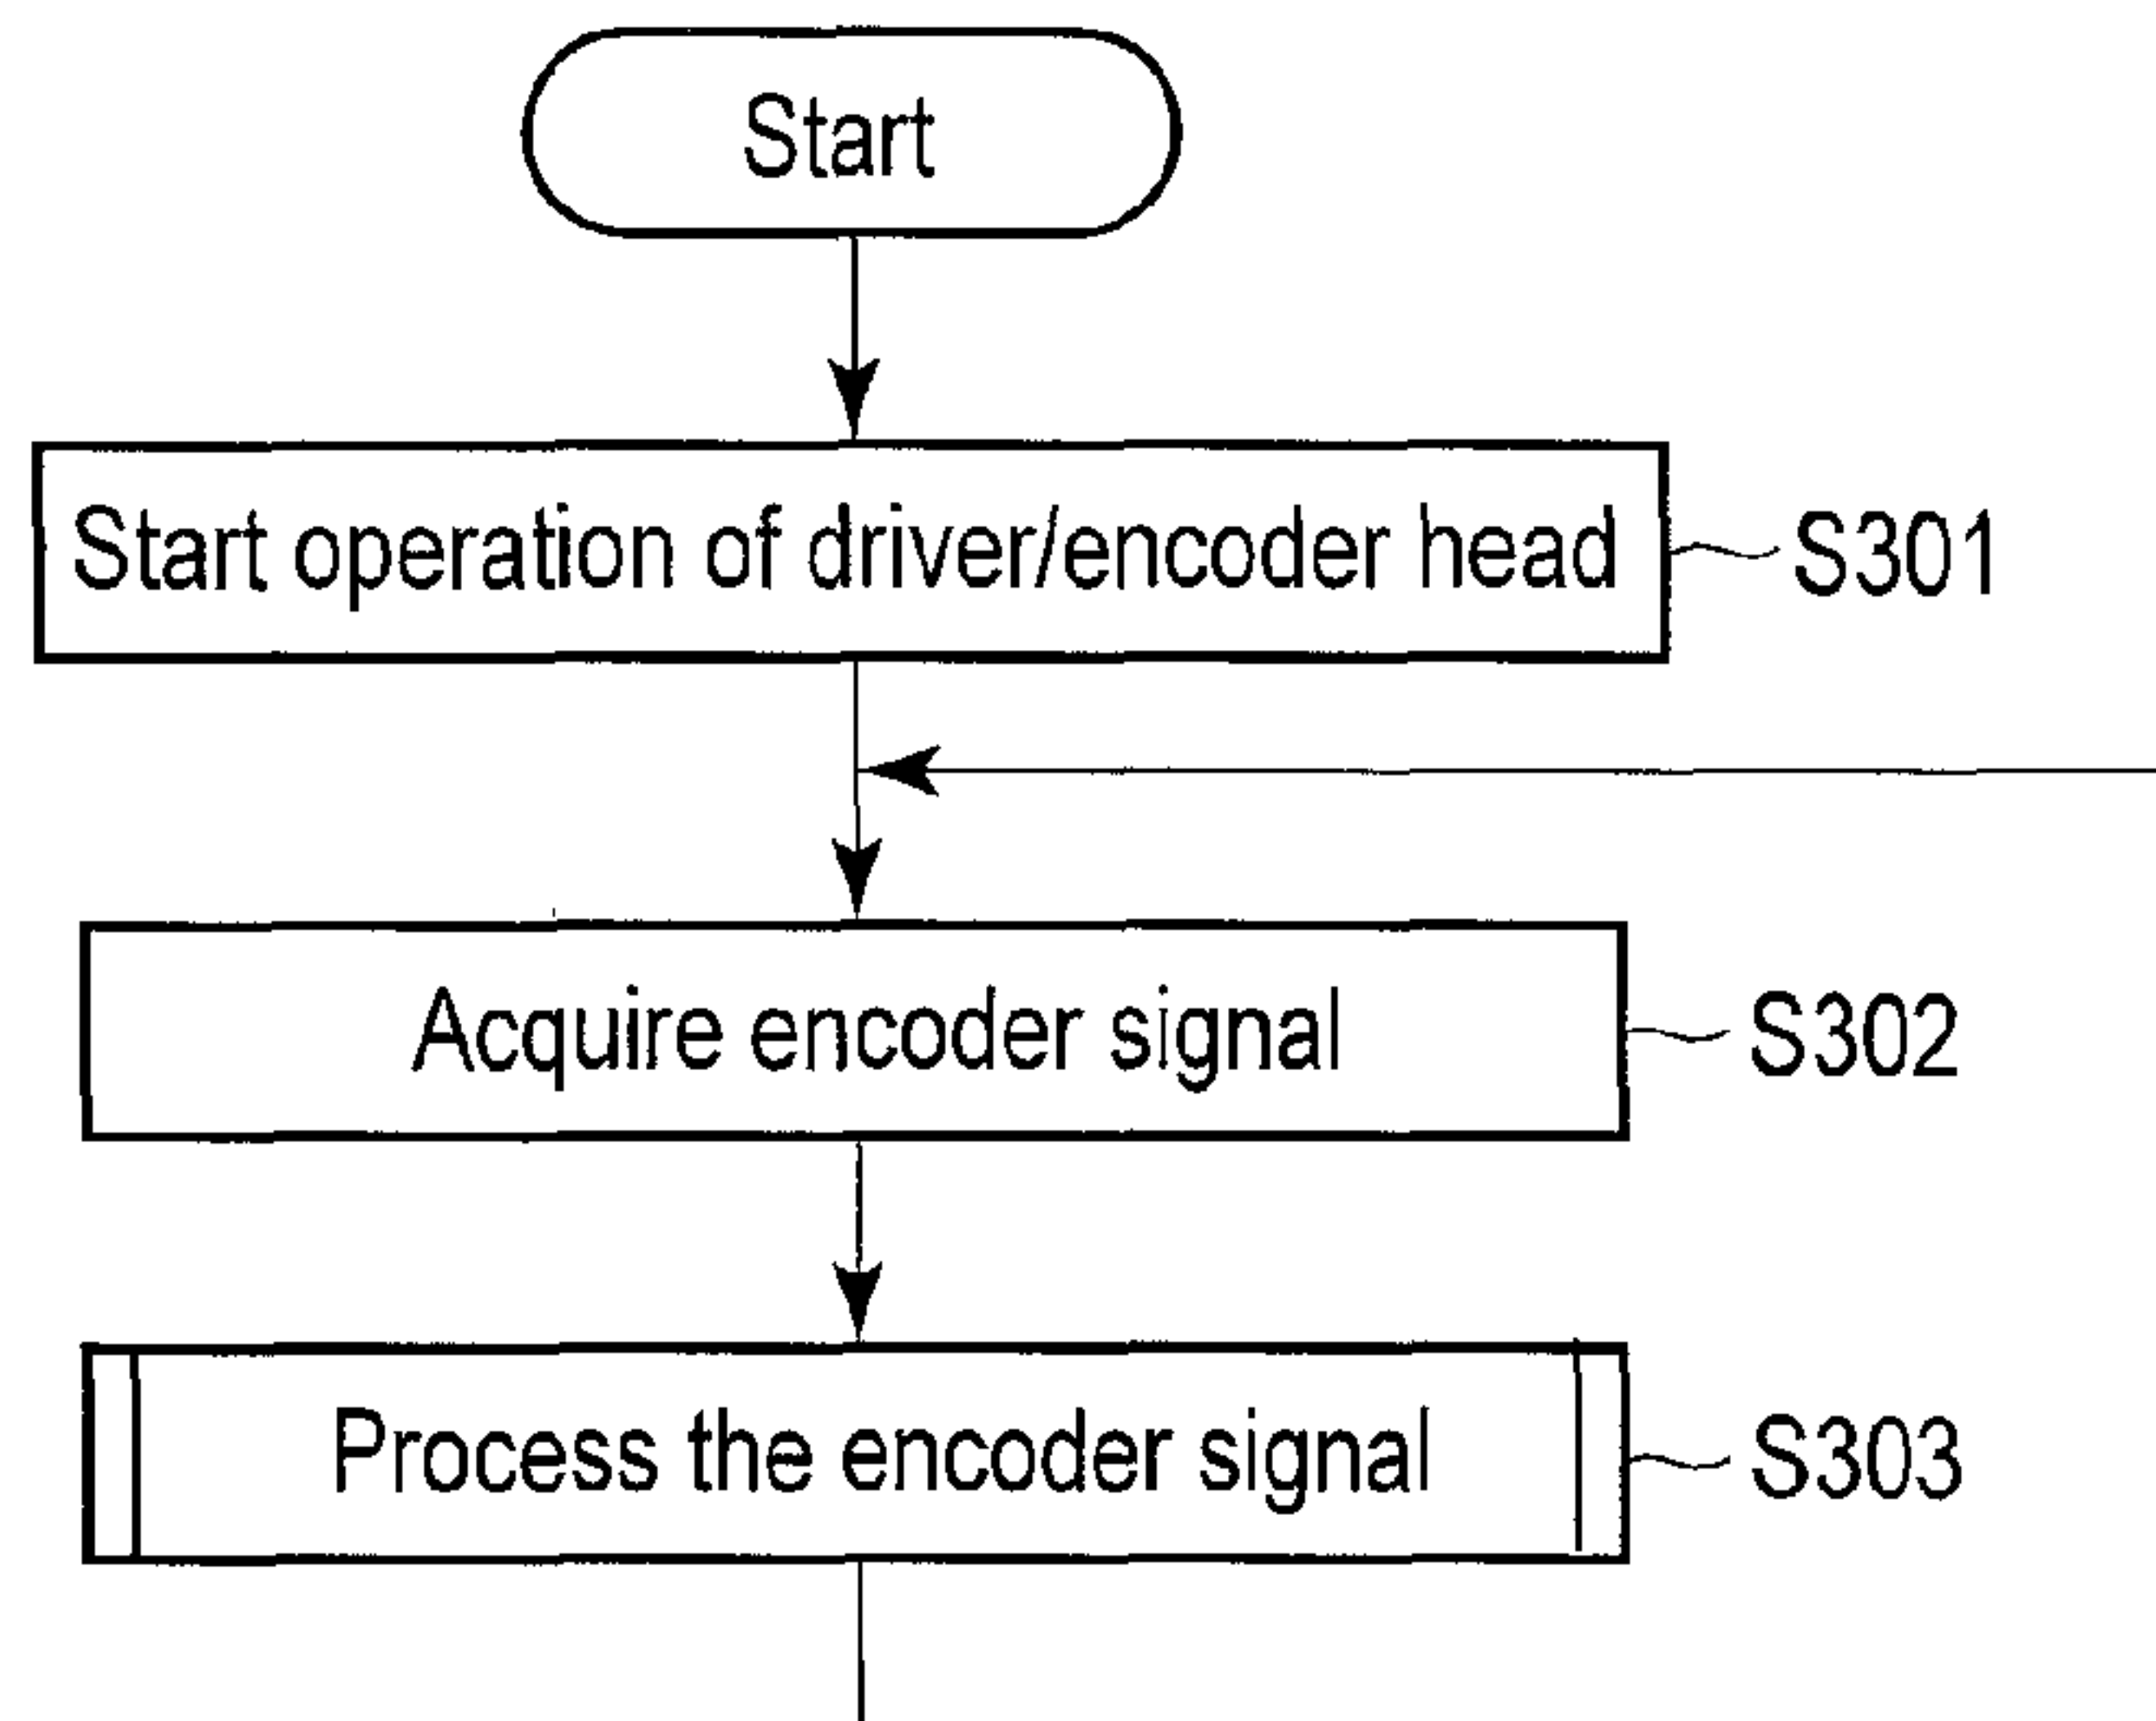 Start
Start operation of driver/encoder head
S301
Acquire encoder signal
S302
Process the encoder signal
S303